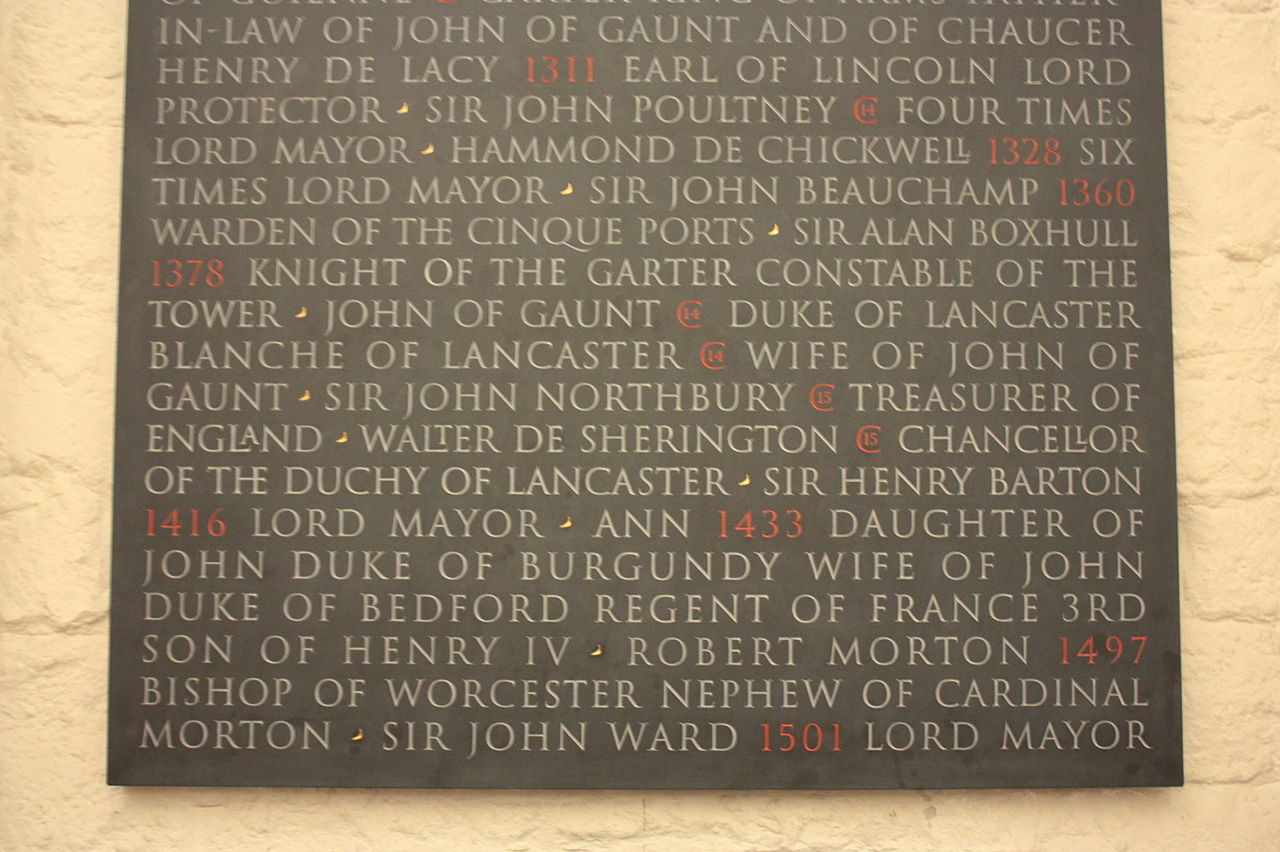 OF GUIENNE C KING OF ARMS FATHER-
IN-LAW OF JOHN OF GAUNT AND OF CHAUCER
HENRY DE LACY 1311 EARL OF LINCOLN LORD
PROTECTOR SIR JOHN POULTNEY C14 FOUR TIMES
LORD MAYOR HAMMOND DE CHICKWELL 1328 SIX
TIMES LORD MAYOR SIR JOHN BEAUCHAMP 1360
WARDEN OF THE CINQUE PORTS SIR ALAN BOXHULL
1378 KNIGHT OF THE GARTER CONSTABLE OF THE
TOWER JOHN OF GAUNT C14 DUKE OF LANCASTER
BLANCHE OF LANCASTER C14 WIFE OF JOHN OF
GAUNT SIR JOHN NORTHBURY C15 TREASURER OF
ENGLAND WALTER DE SHERINGTON C15 CHANCELLOR
OF THE DUCHY OF LANCASTER SIR HENRY BARTON
1416 LORD MAYOR ANN 1433 DAUGHTER OF
JOHN DUKE OF BURGUNDY WIFE OF JOHN
DUKE OF BEDFORD REGENT OF FRANCE 3RD
SON OF HENRY IV ROBERT MORTON 1497
BISHOP OF WORCESTER NEPHEW OF CARDINAL
MORTON SIR JOHN WARD 1501 LORD MAYOR